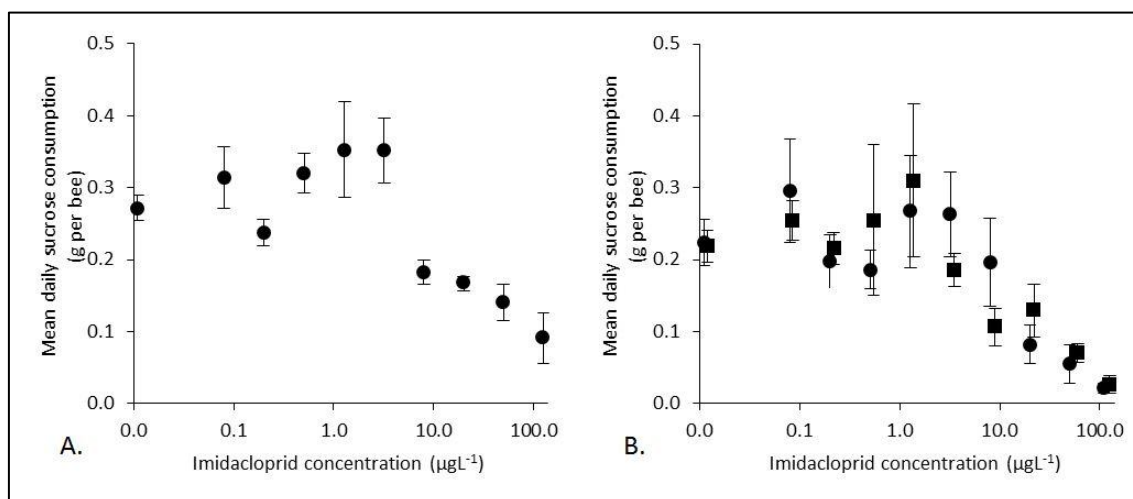 Mean daily sucrose consumption
(g per bee)
0.5
0.4
0.3
0.2
0.1
0.0
0.0 0.1 1.0 10.0 100.0
A.
Imidacloprid concentration (µgL⁻¹)
Mean daily sucrose consumption
(g per bee)
0.5
0.4
0.3
0.2
0.1
0.0
0.0 0.1 1.0 10.0 100.0
B.
Imidacloprid concentration (µgL⁻¹)